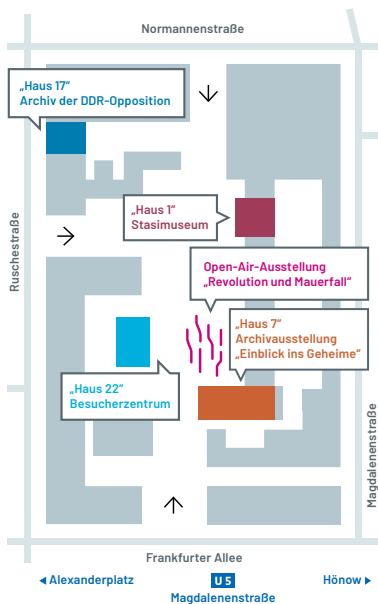 Normannenstraße
„Haus 17“
Archiv der DDR-Opposition
„Haus 1“
Stasimuseum
Ruschestraße
Open-Air-Ausstellung
„Revolution und Mauerfall“
„Haus 7“
Archivausstellung
„Einblick ins Geheime“
„Haus 22“
Besucherzentrum
Magdalenenstraße
Frankfurter Allee
Alexanderplatz
U5
Hönow
Magdalenenstraße